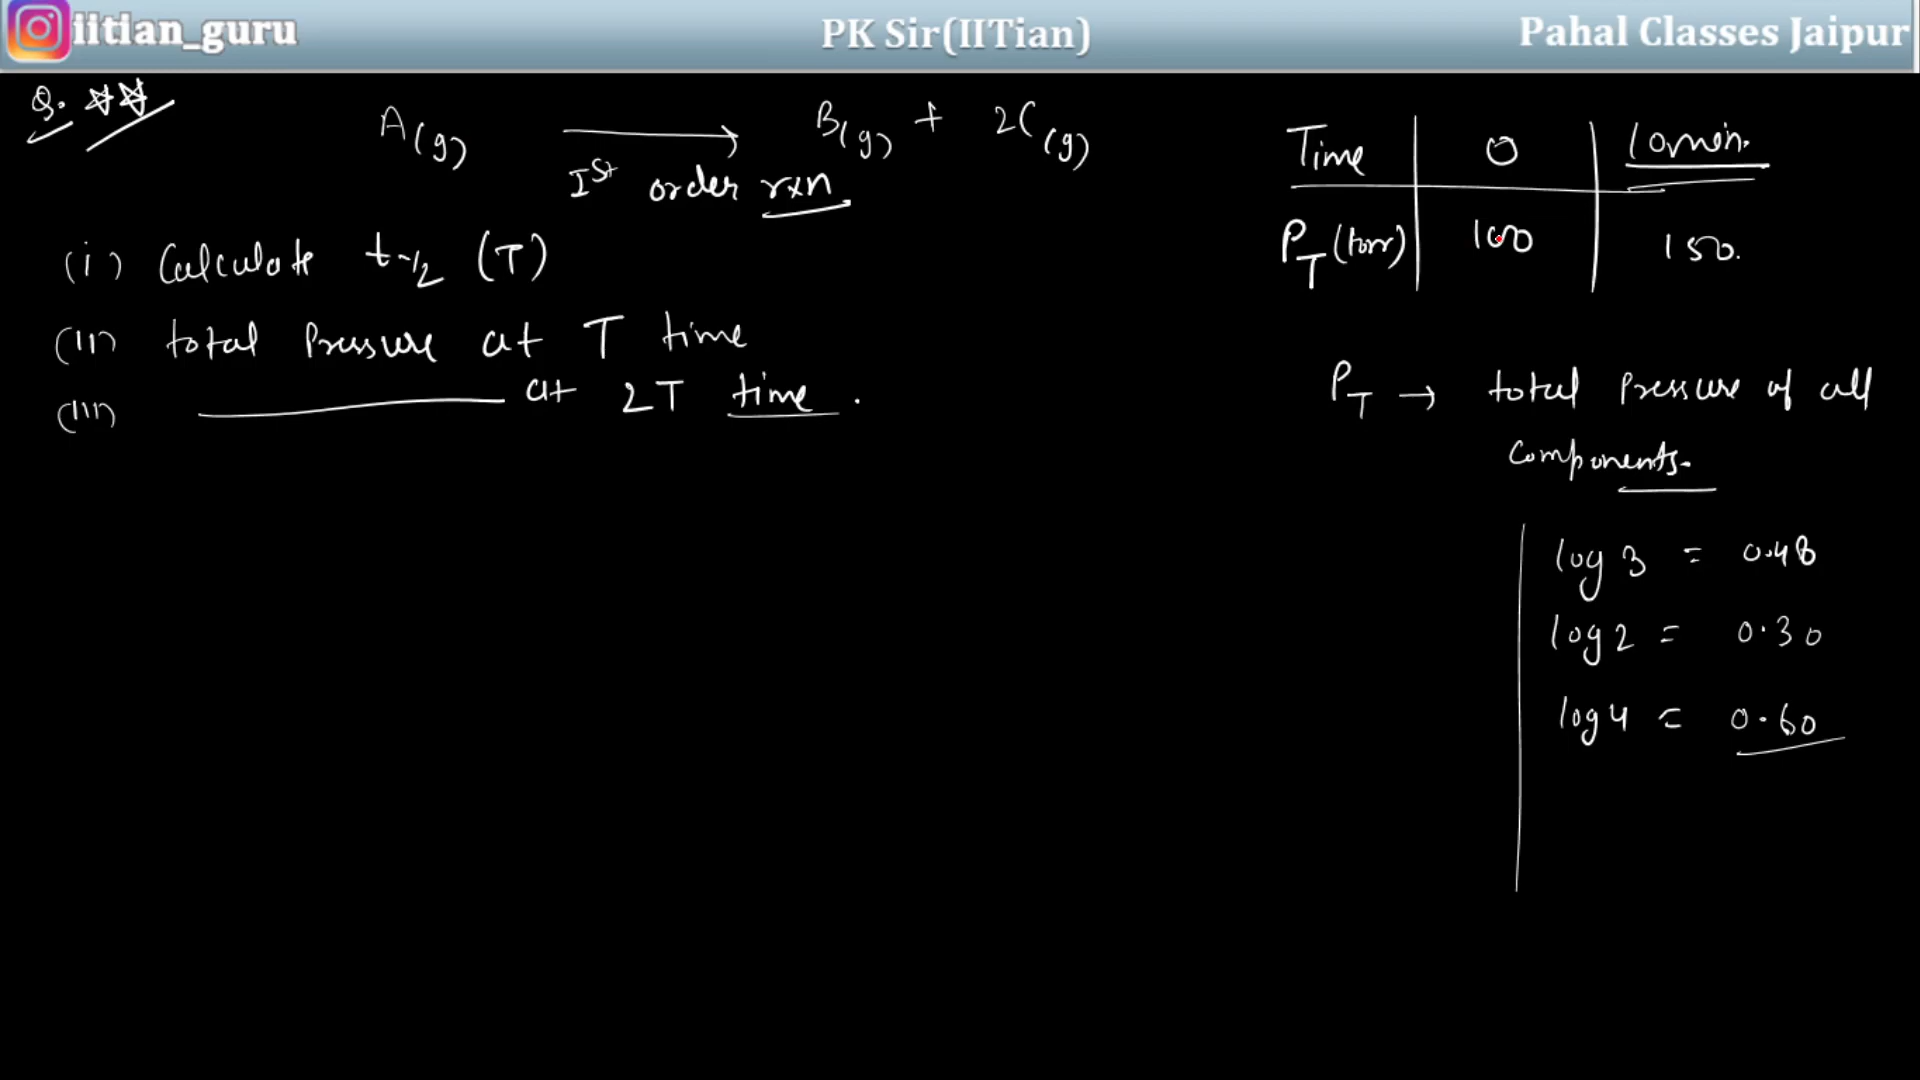 iitian_guru
PK Sir(IITian)
Pahal Classes Jaipur
Q.
A(g) ⟶ B(g) + 2C(g)
Ist order rxn
(i) Calculate t1/2 (T)
(ii) total Pressure at T time
(iii) ———— at 2T time.
Time | 0 | 10min.
PT (torr) | 100 | 150.
PT → total pressure of all
components.
log 3 = 0.48
log 2 = 0.30
log 4 = 0.60